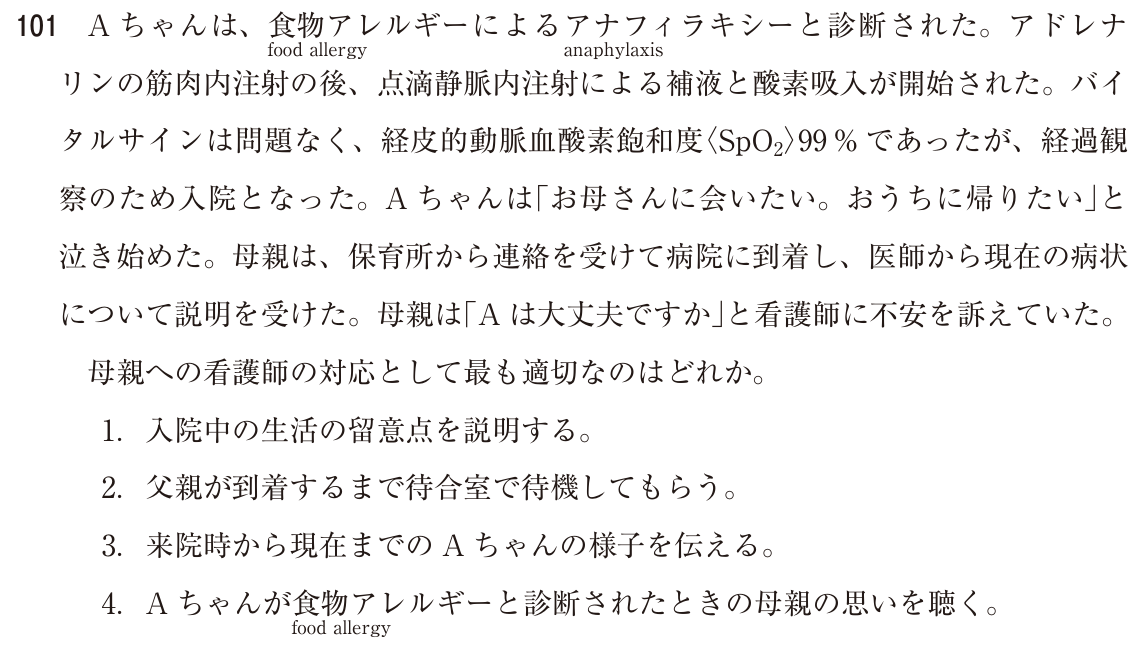 101 Aちゃんは、食物アレルギーによるアナフィラキシーと診断された。アドレナ
food allergy anaphylaxis
リンの筋肉内注射の後、点滴静脈内注射による補液と酸素吸入が開始された。バイ
タルサインは問題なく、経皮的動脈血酸素飽和度〈SpO₂〉99 % であったが、経過観
察のため入院となった。Aちゃんは「お母さんに会いたい。おうちに帰りたい」と
泣き始めた。母親は、保育所から連絡を受けて病院に到着し、医師から現在の病状
について説明を受けた。母親は「Aは大丈夫ですか」と看護師に不安を訴えていた。
母親への看護師の対応として最も適切なのはどれか。
1. 入院中の生活の留意点を説明する。
2. 父親が到着するまで待合室で待機してもらう。
3. 来院時から現在までの A ちゃんの様子を伝える。
4. A ちゃんが食物アレルギーと診断されたときの母親の思いを聴く。
food allergy